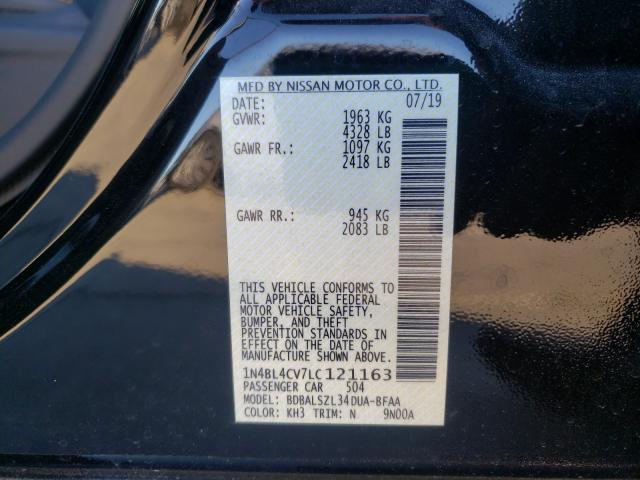 MFD BY NISSAN MOTOR CO., LTD.
DATE: 07/19
GVWR: 1963 KG
4328 LB
GAWR FR.: 1097 KG
2418 LB
GAWR RR.: 945 KG
2083 LB
THIS VEHICLE CONFORMS TO
ALL APPLICABLE FEDERAL
MOTOR VEHICLE SAFETY,
BUMPER, AND THEFT
PREVENTION STANDARDS IN
EFFECT ON THE DATE OF
MANUFACTURE SHOWN ABOVE.
1N4BL4CV7LC121163
PASSENGER CAR 504
MODEL: BDBALSZL34DUA-BFAA
COLOR: KH3 TRIM: N 9N00A